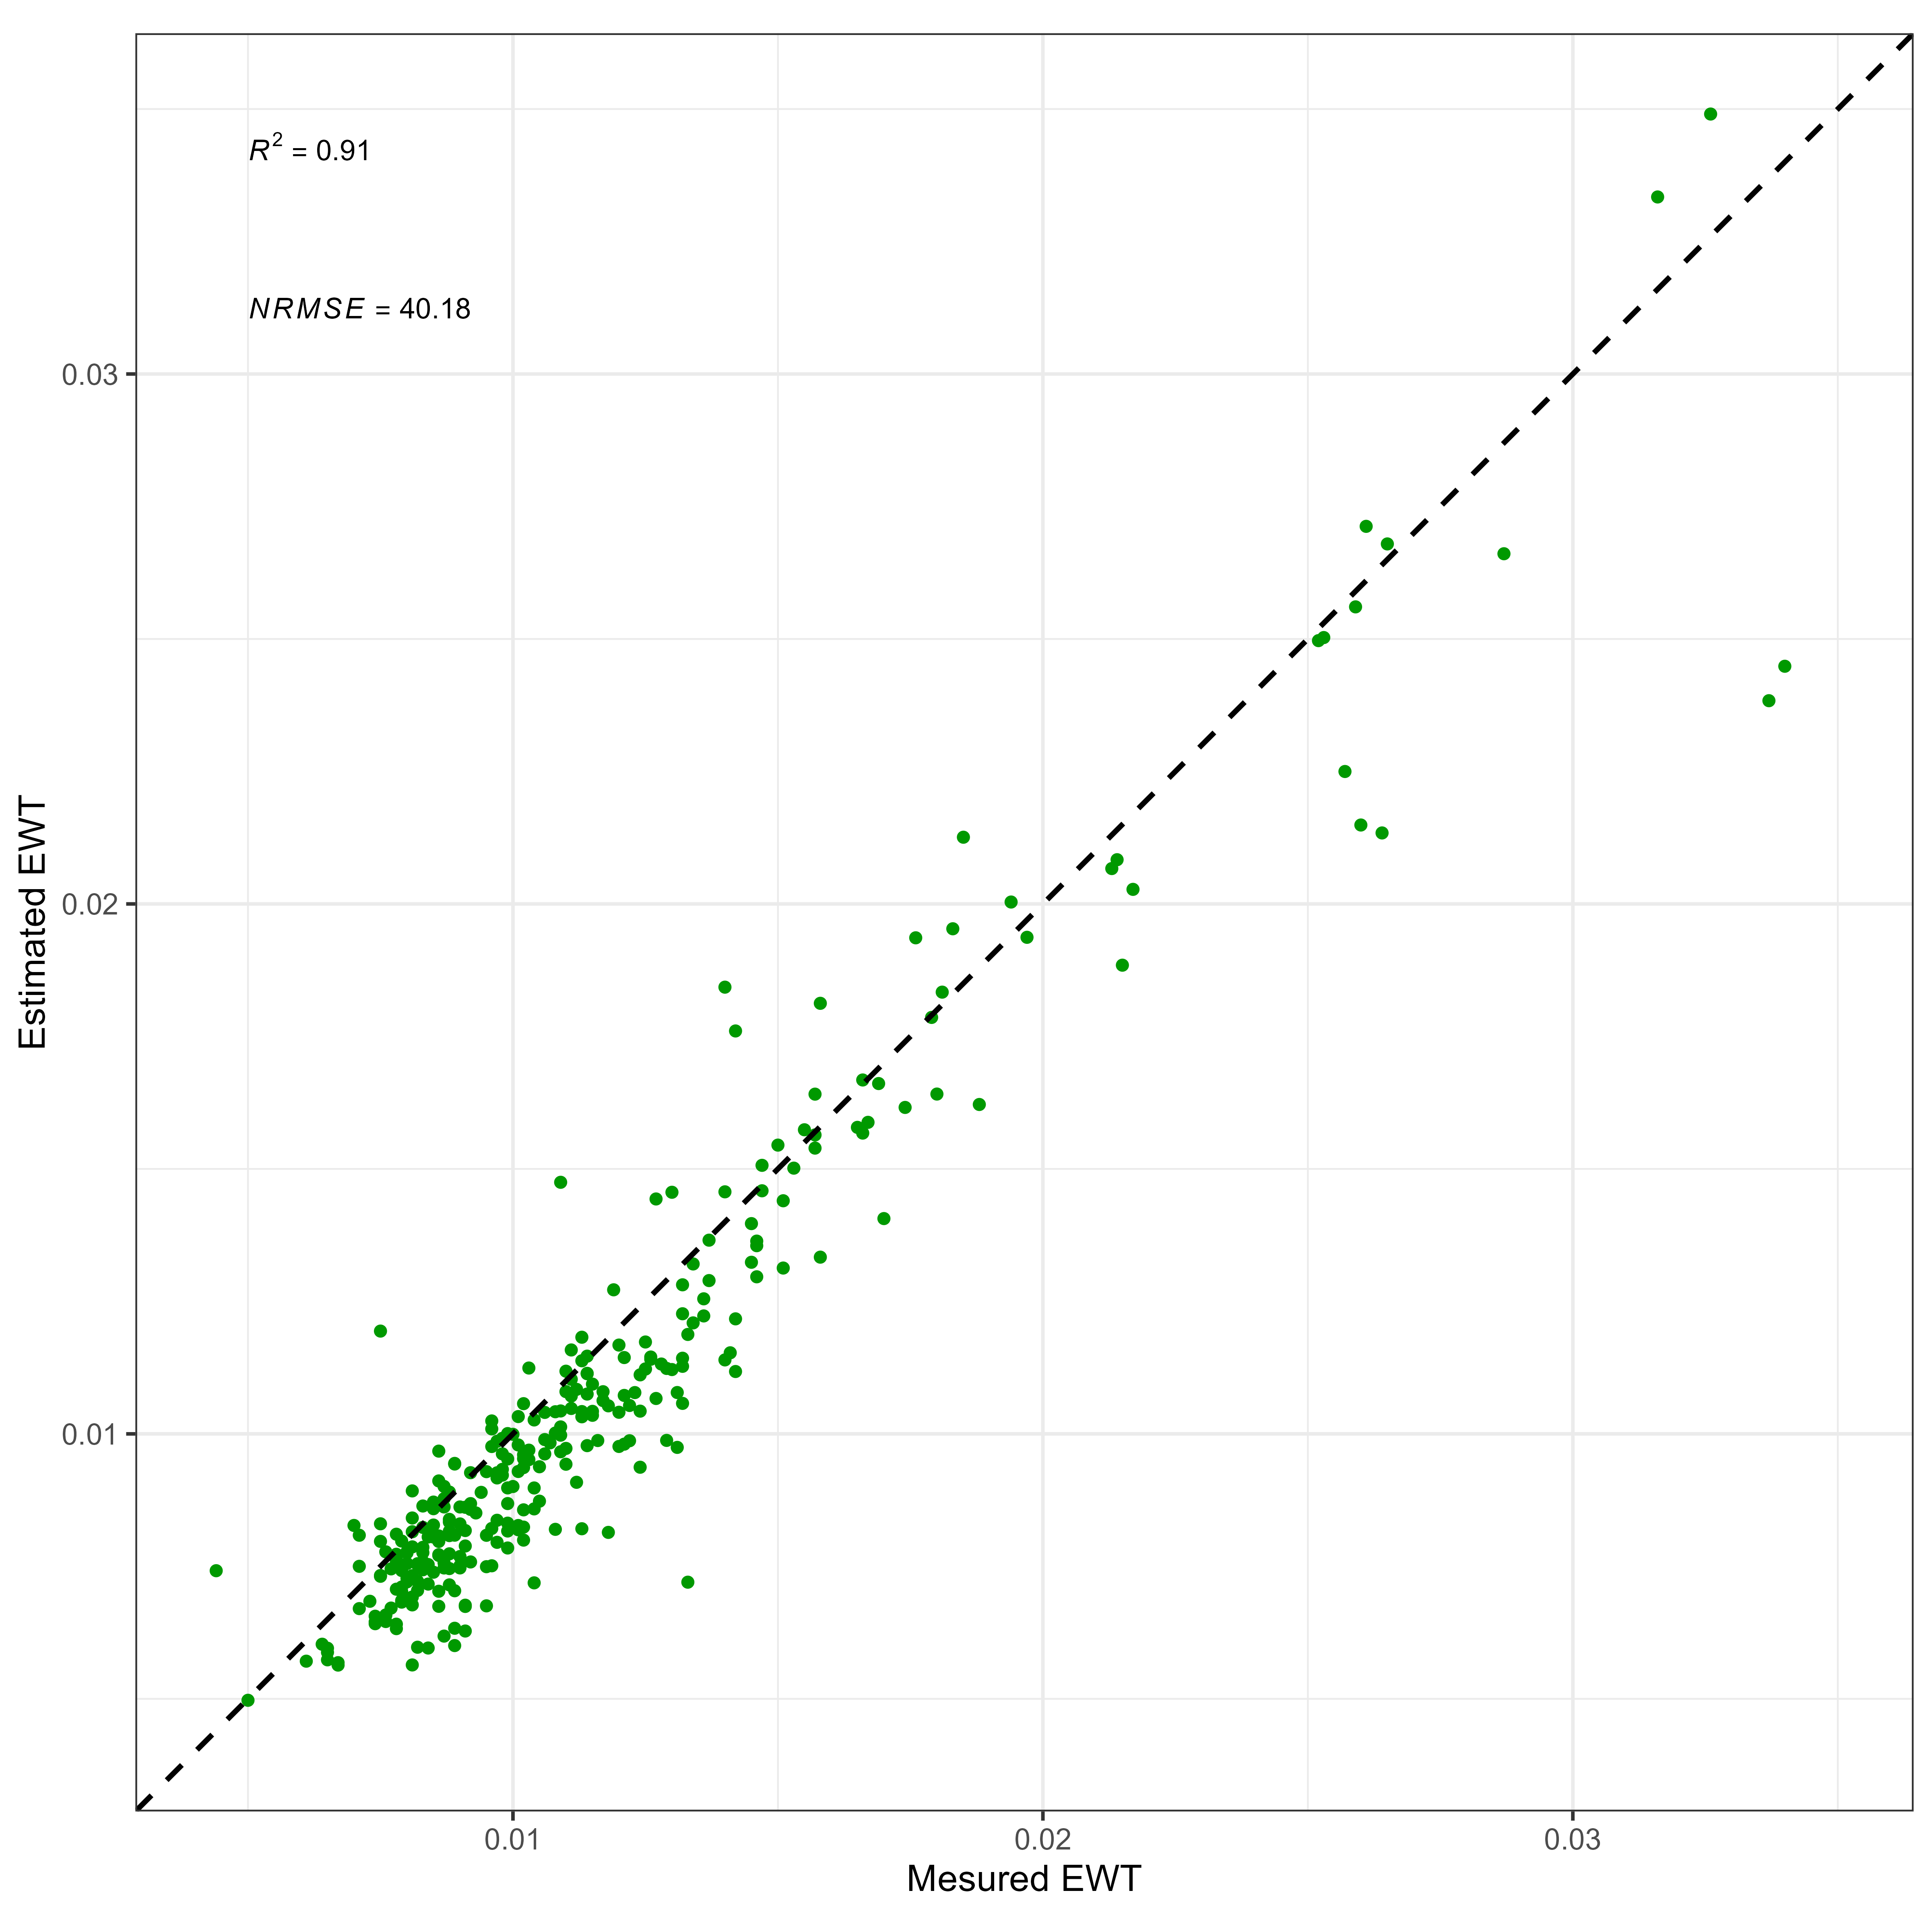 R² = 0.91
NRMSE = 40.18
0.03
0.02
0.01
Estimated EWT
0.01 0.02 0.03
Mesured EWT